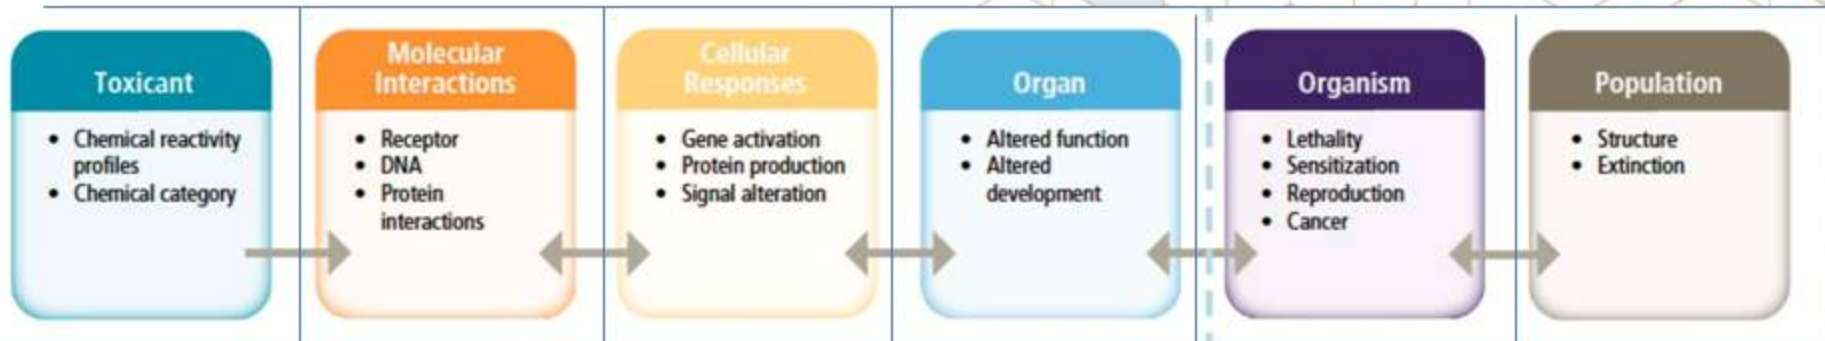 Toxicant
• Chemical reactivity
profiles
• Chemical category
Molecular
Interactions
• Receptor
• DNA
• Protein
interactions
Cellular
Responses
• Gene activation
• Protein production
• Signal alteration
Organ
• Altered function
• Altered
development
Organism
• Lethality
• Sensitization
• Reproduction
• Cancer
Population
• Structure
• Extinction